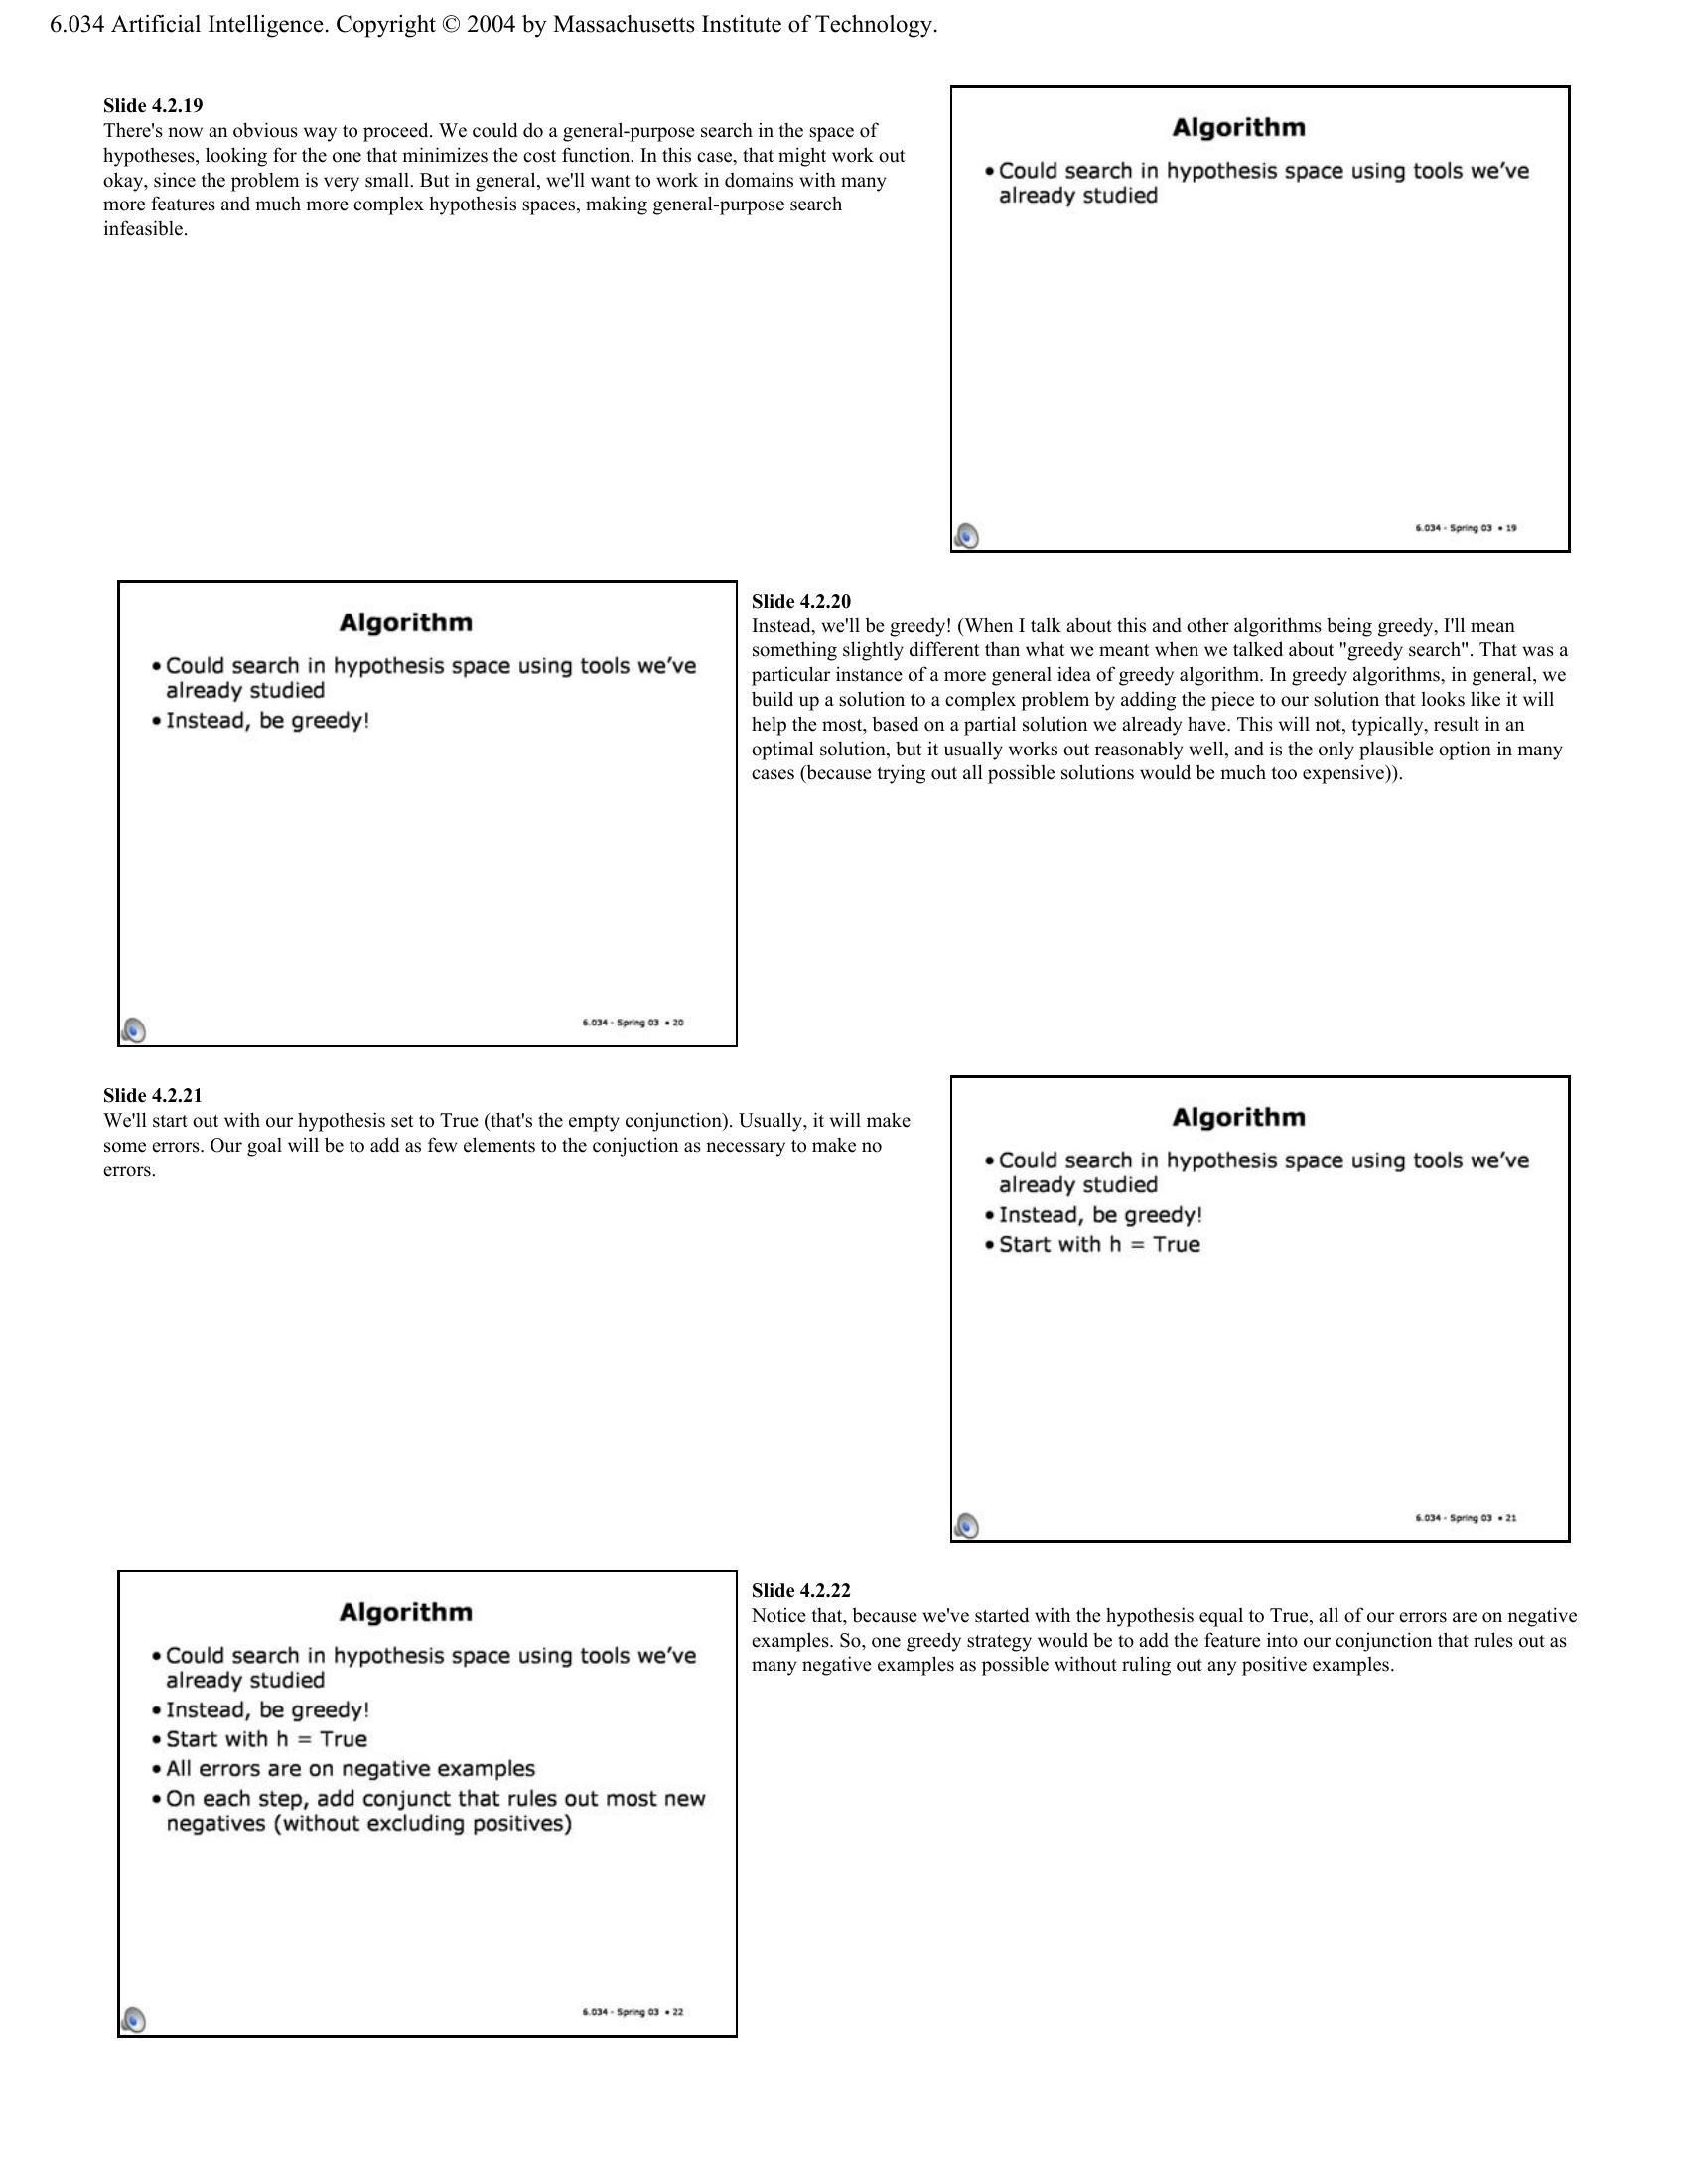 6.034 Artificial Intelligence. Copyright © 2004 by Massachusetts Institute of Technology.
Slide 4.2.19
There's now an obvious way to proceed. We could do a general-purpose search in the space of
hypotheses, looking for the one that minimizes the cost function. In this case, that might work out
okay, since the problem is very small. But in general, we'll want to work in domains with many
more features and much more complex hypothesis spaces, making general-purpose search
infeasible.
Algorithm
• Could search in hypothesis space using tools we've
already studied
6.034 - Spring 03 • 19
Algorithm
• Could search in hypothesis space using tools we've
already studied
• Instead, be greedy!
6.034 - Spring 03 • 20
Slide 4.2.20
Instead, we'll be greedy! (When I talk about this and other algorithms being greedy, I'll mean
something slightly different than what we meant when we talked about "greedy search". That was a
particular instance of a more general idea of greedy algorithm. In greedy algorithms, in general, we
build up a solution to a complex problem by adding the piece to our solution that looks like it will
help the most, based on a partial solution we already have. This will not, typically, result in an
optimal solution, but it usually works out reasonably well, and is the only plausible option in many
cases (because trying out all possible solutions would be much too expensive)).
Slide 4.2.21
We'll start out with our hypothesis set to True (that's the empty conjunction). Usually, it will make
some errors. Our goal will be to add as few elements to the conjuction as necessary to make no
errors.
Algorithm
• Could search in hypothesis space using tools we've
already studied
• Instead, be greedy!
• Start with h = True
6.034 - Spring 03 • 21
Algorithm
• Could search in hypothesis space using tools we've
already studied
• Instead, be greedy!
• Start with h = True
• All errors are on negative examples
• On each step, add conjunct that rules out most new
negatives (without excluding positives)
6.034 - Spring 03 • 22
Slide 4.2.22
Notice that, because we've started with the hypothesis equal to True, all of our errors are on negative
examples. So, one greedy strategy would be to add the feature into our conjunction that rules out as
many negative examples as possible without ruling out any positive examples.